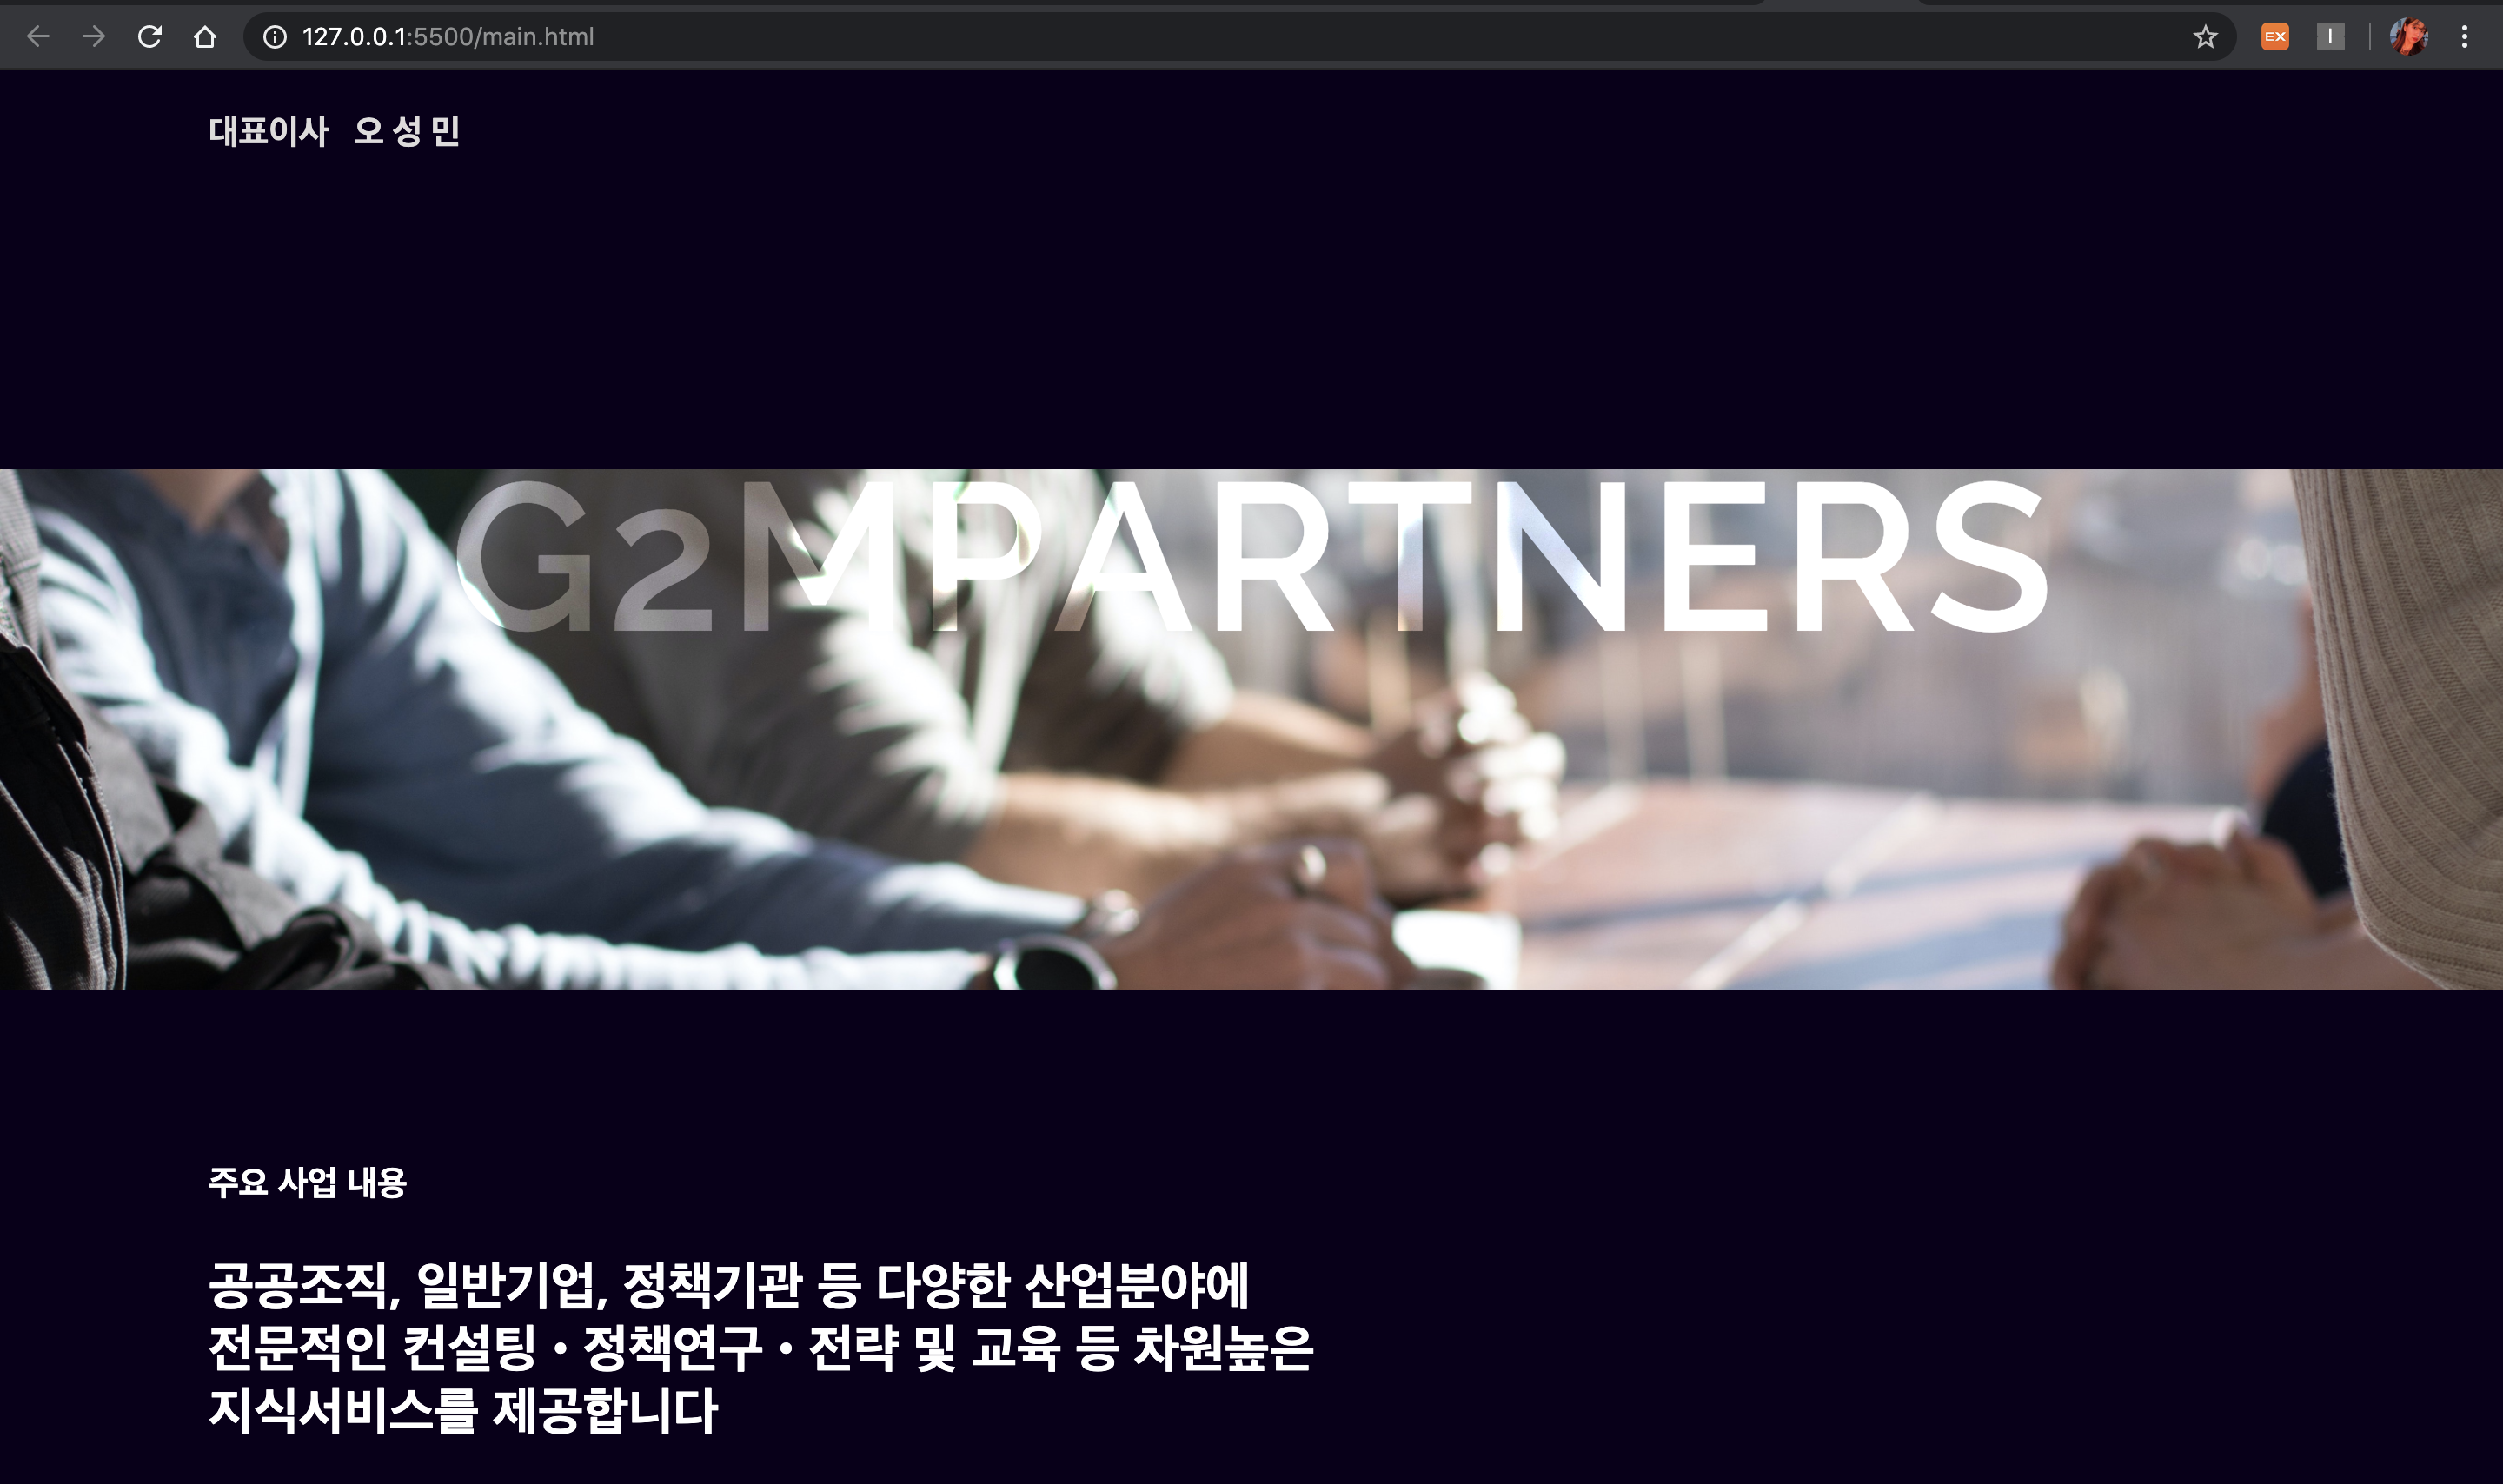 127.0.0.1:5500/main.html
EX
대표이사 오 성 민
G2MPARTNERS
주요 사업 내용
공공조직, 일반기업, 정책기관 등 다양한 산업분야에
전문적인 컨설팅 • 정책연구 • 전략 및 교육 등 차원높은
지식서비스를 제공합니다